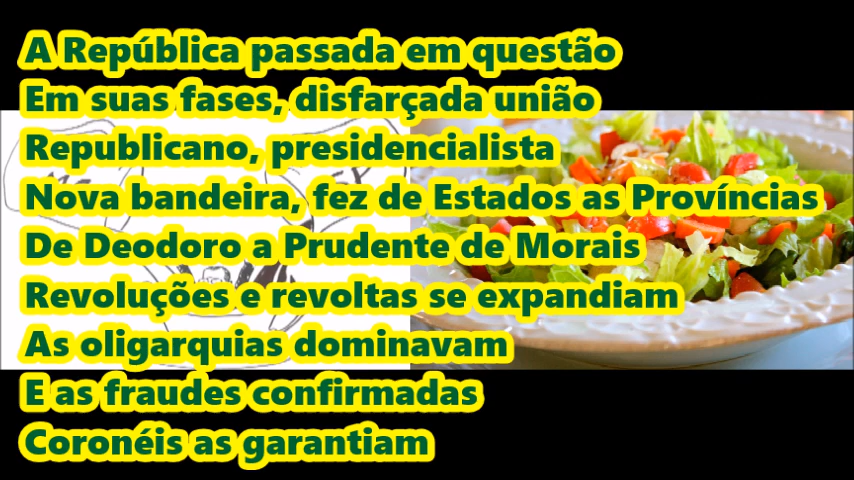 A República passada em questão
Em suas fases, disfarçada união
Republicano, presidencialista
Nova bandeira, fez de Estados as Províncias
De Deodoro a Prudente de Morais
Revoluções e revoltas se expandiam
As oligarquias dominavam
E as fraudes confirmadas
Coronéis as garantiam